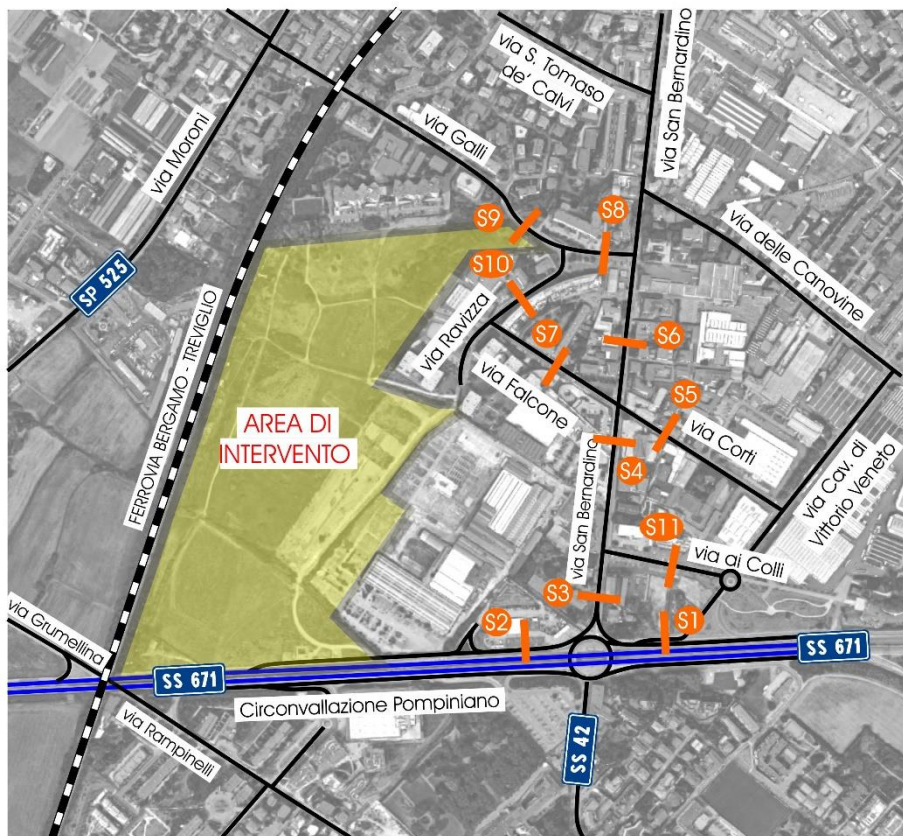 via S. Tomaso
de' Calvi
via San Bernardino
via Moroni
via Galli
SP 525
S9
S8
via delle Canovine
S10
FERROVIA BERGAMO - TREVIGLIO
via Ravizza
S7
S6
via Falcone
S5
AREA DI
INTERVENTO
via Corti
S4
via Cav. di
Vittorio Veneto
via San Bernardino
S11
via ai Colli
S3
S2
S1
via Grumellina
SS 671
SS 671
Circonvallazione Pompiniano
via Rampinelli
SS 42